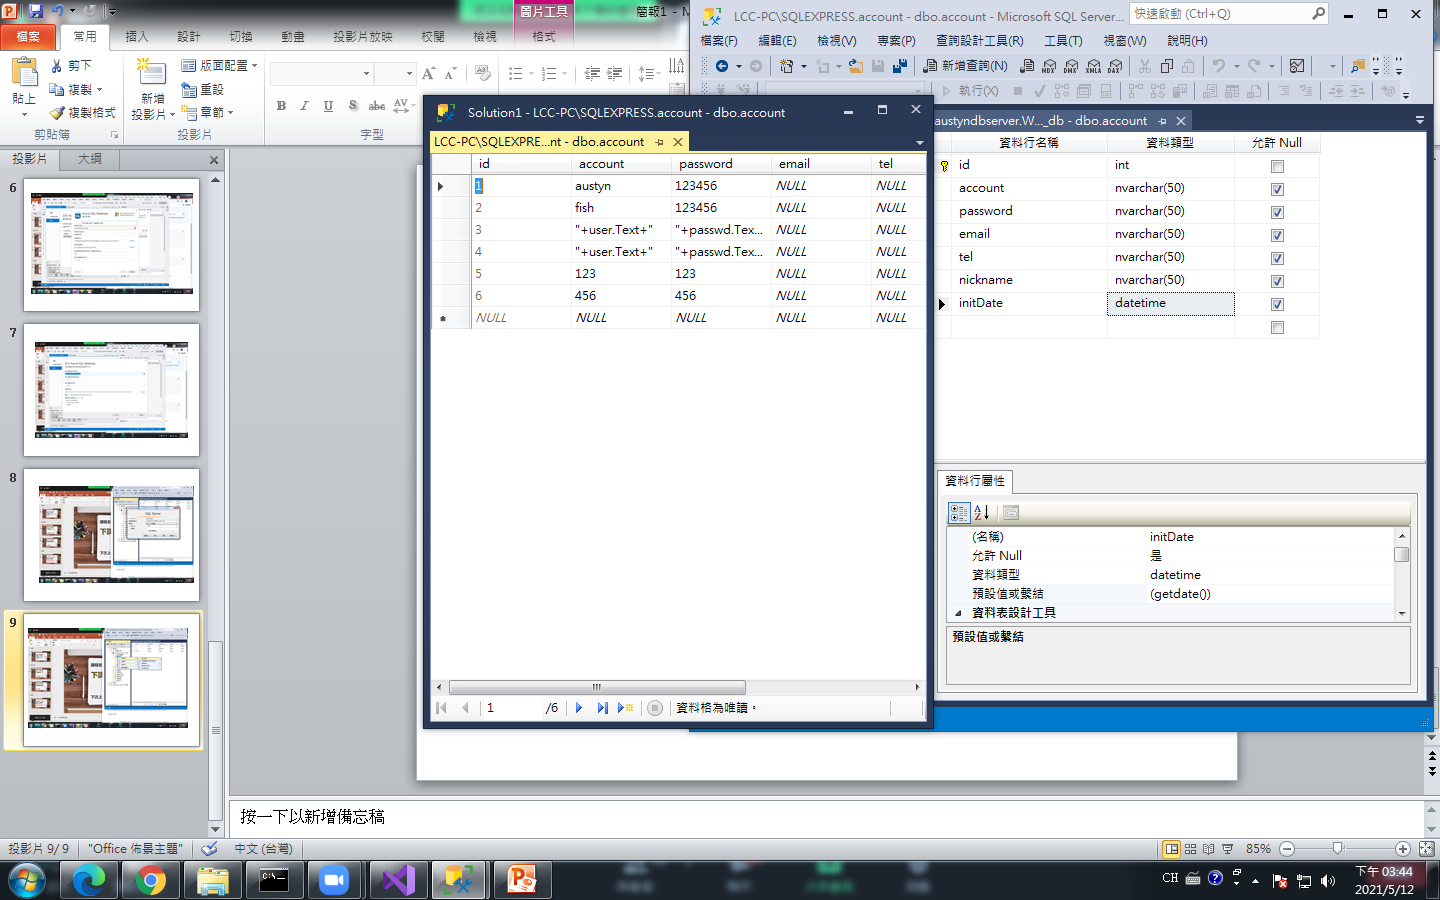 圖片工具
簡報1 - M
檔案
常用
插入
設計
切換
動畫
投影片放映
校閱
檢視
格式
貼上
剪下
複製
複製格式
剪貼簿
新增
投影片
版面配置
重設
章節
投影片
B I U S abc AV
字型
投影片
大綱
6
7
8
9
LCC-PC\SQLEXPRESS.account - dbo.account - Microsoft SQL Server...
快速啟動 (Ctrl+Q)
檔案(F) 編輯(E) 檢視(V) 專案(P) 查詢設計工具(R) 工具(T) 視窗(W) 說明(H)
新增查詢(N)
MDX DMX XMLA DAX
執行(X)
Solution1 - LCC-PC\SQLEXPRESS.account - dbo.account
LCC-PC\SQLEXPRE...nt - dbo.account
id account password email tel
1 austyn 123456 NULL NULL
2 fish 123456 NULL NULL
3 "+user.Text+" "+passwd.Tex... NULL NULL
4 "+user.Text+" "+passwd.Tex... NULL NULL
5 123 123 NULL NULL
6 456 456 NULL NULL
NULL NULL NULL NULL NULL
1 /6 資料格為唯讀。
austyndbserver.W..._db - dbo.account
資料行名稱 資料類型 允許 Null
id int
account nvarchar(50)
password nvarchar(50)
email nvarchar(50)
tel nvarchar(50)
nickname nvarchar(50)
initDate datetime
資料行屬性
(名稱) initDate
允許 Null 是
資料類型 datetime
預設值或繫結 (getdate())
資料表設計工具
預設值或繫結
按一下以新增備忘稿
投影片 9/ 9 "Office 佈景主題" 中文 (台灣) 85%
CH
下午 03:44
2021/5/12